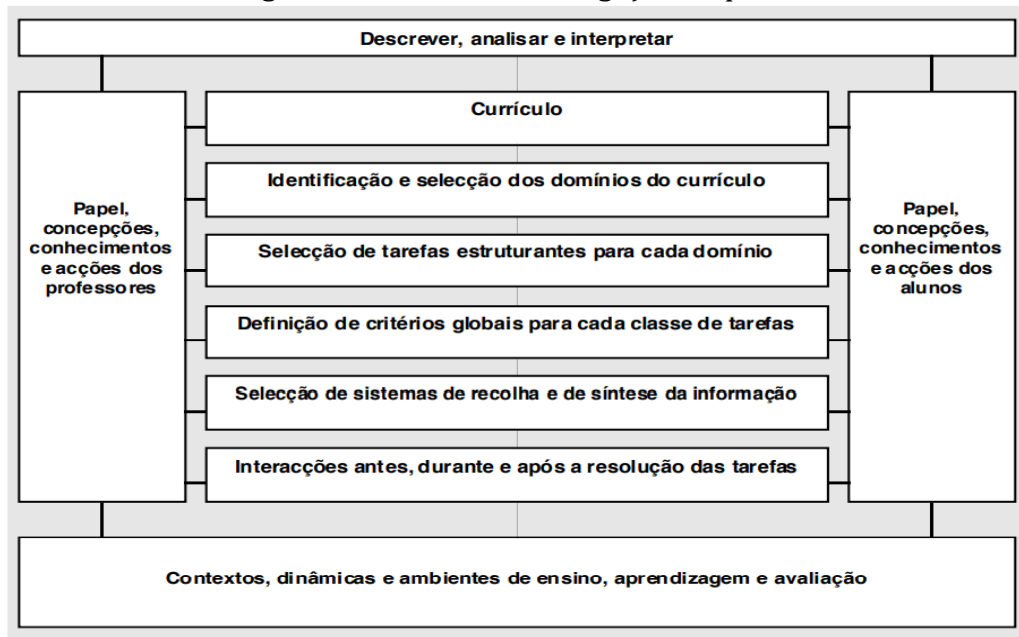 Descrever, analisar e interpretar
Papel,
concepções,
conhecimentos
e acções dos
professores
Currículo
Identificação e selecção dos domínios do currículo
Selecção de tarefas estruturantes para cada domínio
Definição de critérios globais para cada classe de tarefas
Selecção de sistemas de recolha e de síntese da informação
Interacções antes, durante e após a resolução das tarefas
Papel,
concepções,
conhecimentos
e acções dos
alunos
Contextos, dinâmicas e ambientes de ensino, aprendizagem e avaliação